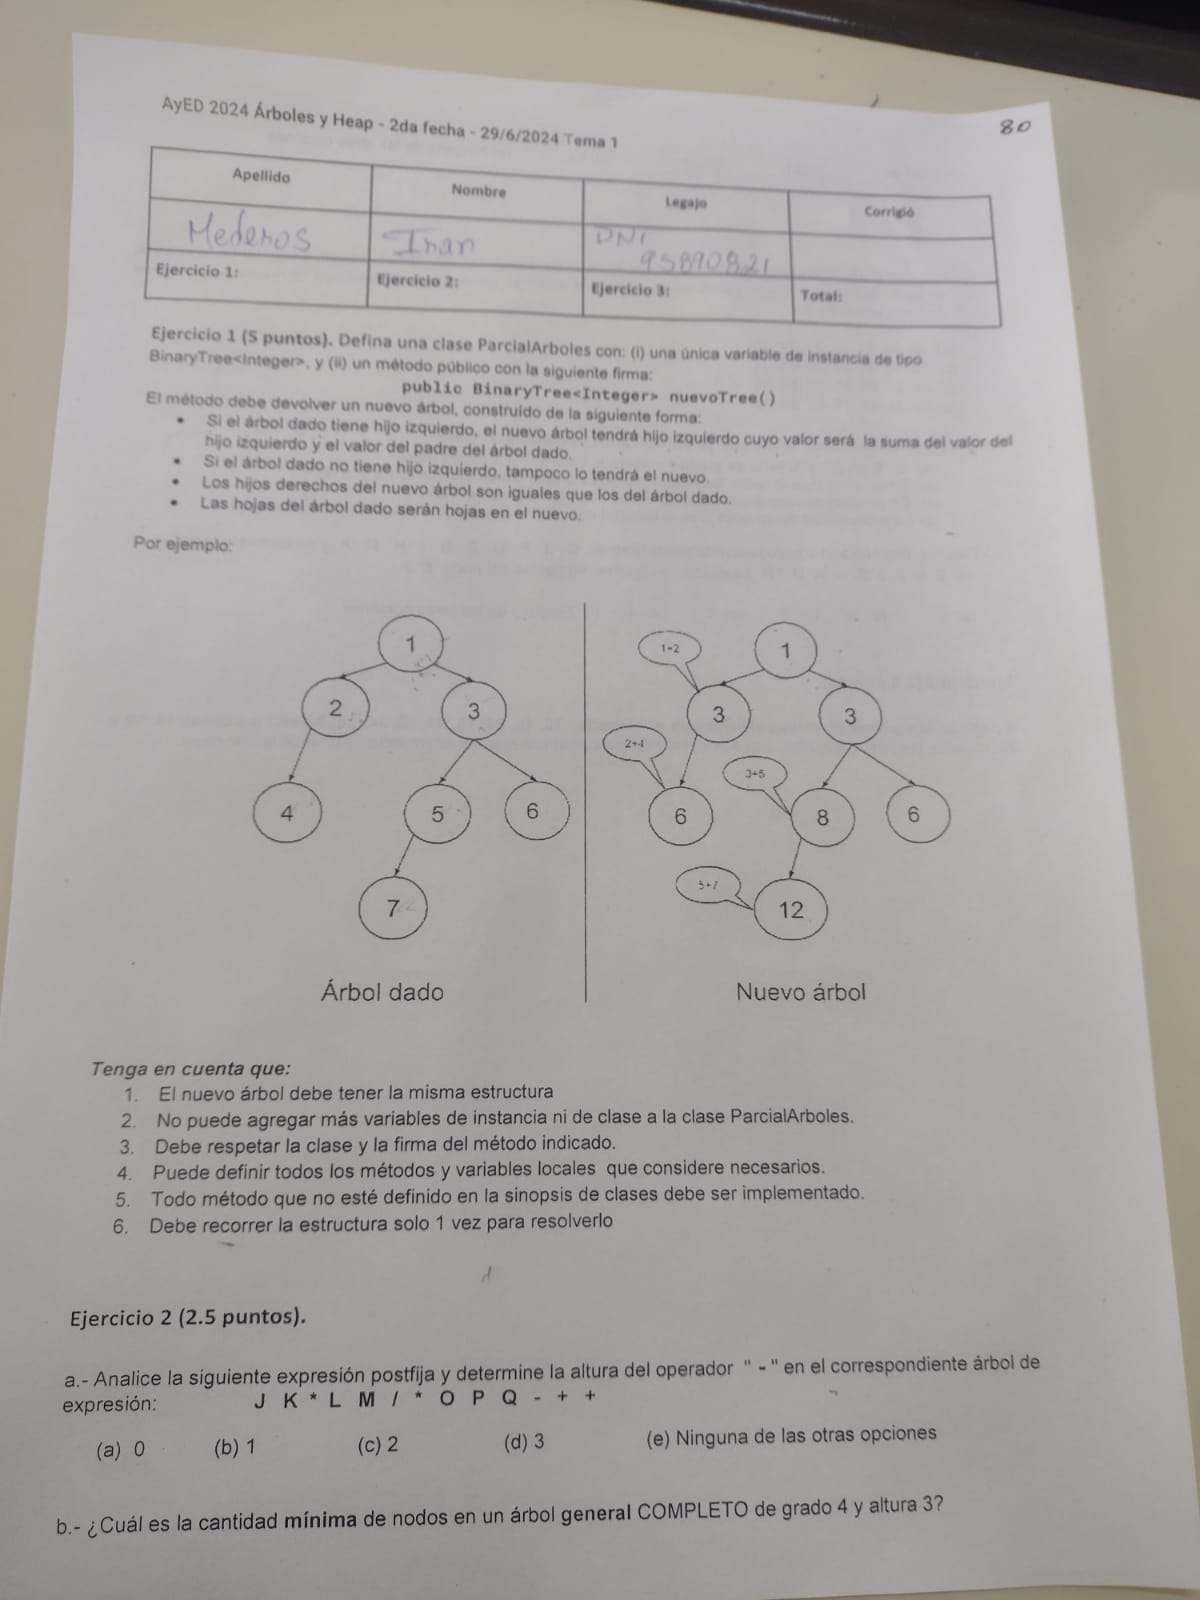 AyED 2024 Árboles y Heap - 2da fecha - 29/6/2024 Tema 1
80
Apellido Nombre Legajo Corrigió
Mederos Iran DNI 95890821
Ejercicio 1: Ejercicio 2: Ejercicio 3: Total:
Ejercicio 1 (5 puntos). Defina una clase ParcialArboles con: (i) una única variable de instancia de tipo
BinaryTree<Integer>, y (ii) un método público con la siguiente firma:
public BinaryTree<Integer> nuevoTree()
El método debe devolver un nuevo árbol, construido de la siguiente forma:
• Si el árbol dado tiene hijo izquierdo, el nuevo árbol tendrá hijo izquierdo cuyo valor será la suma del valor del
hijo izquierdo y el valor del padre del árbol dado.
• Si el árbol dado no tiene hijo izquierdo, tampoco lo tendrá el nuevo.
• Los hijos derechos del nuevo árbol son iguales que los del árbol dado.
• Las hojas del árbol dado serán hojas en el nuevo.
Por ejemplo:
1
2 3
4 5 6
7
Árbol dado
1+2 1
3 3
2+4 3+5
6 8 6
5+7 12
Nuevo árbol
Tenga en cuenta que:
1. El nuevo árbol debe tener la misma estructura
2. No puede agregar más variables de instancia ni de clase a la clase ParcialArboles.
3. Debe respetar la clase y la firma del método indicado.
4. Puede definir todos los métodos y variables locales que considere necesarios.
5. Todo método que no esté definido en la sinopsis de clases debe ser implementado.
6. Debe recorrer la estructura solo 1 vez para resolverlo
Ejercicio 2 (2.5 puntos).
a.- Analice la siguiente expresión postfija y determine la altura del operador " - " en el correspondiente árbol de
expresión: J K * L M / * O P Q - + +
(a) 0 (b) 1 (c) 2 (d) 3 (e) Ninguna de las otras opciones
b.- ¿Cuál es la cantidad mínima de nodos en un árbol general COMPLETO de grado 4 y altura 3?